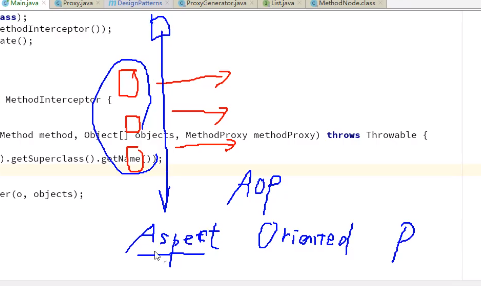 Main.java Proxy.java DesignPatterns ProxyGenerator.java List.java MethodNode.class
ass);
ethodInterceptor());
ate();
MethodInterceptor {
Method method, Object[] objects, MethodProxy methodProxy) throws Throwable {
).getSuperclass().getName());
er(o, objects);
AOP
Aspect Oriented P